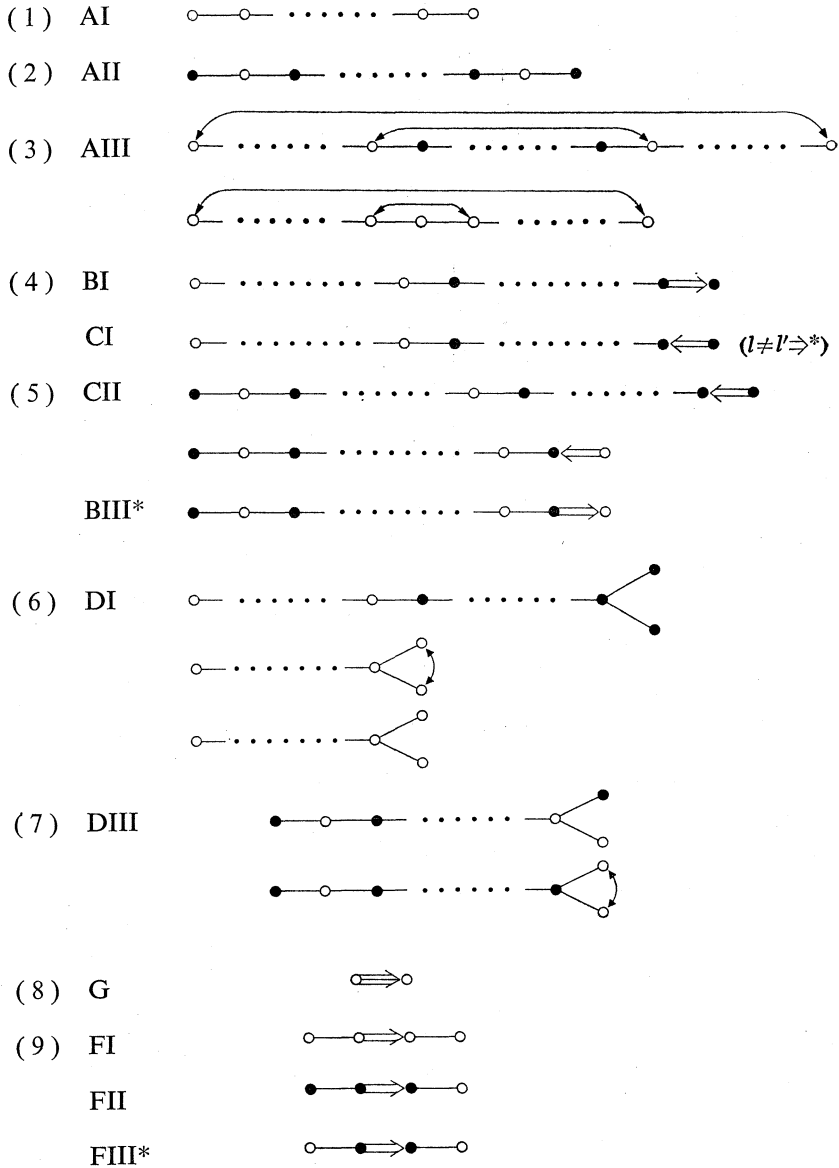 (1) AI
(2) AII
(3) AIII
(4) BI
CI (l≠l'⇒*)
(5) CII
BIII*
(6) DI
(7) DIII
(8) G
(9) FI
FII
FIII*